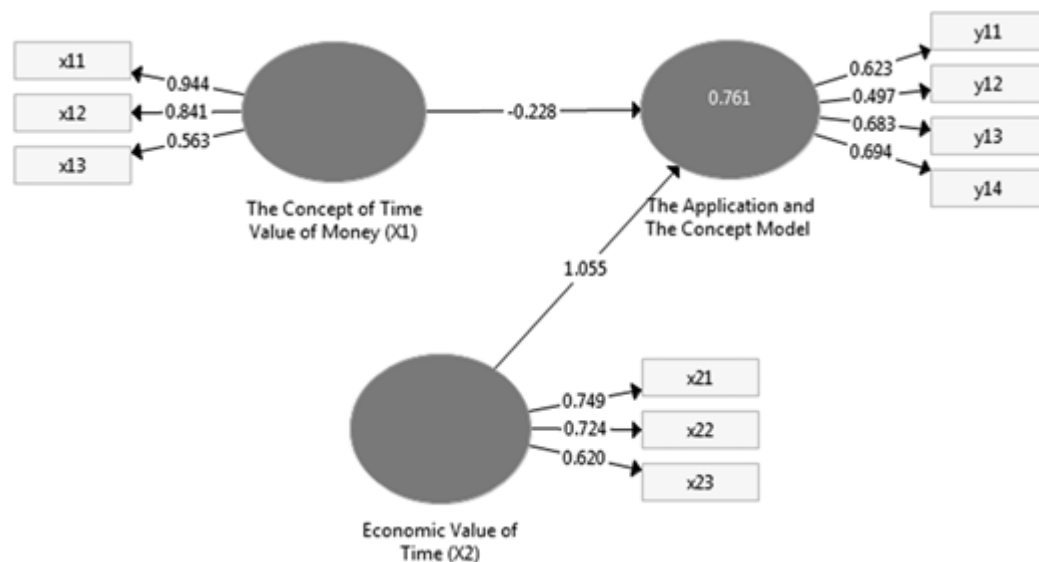 x11
x12
x13
0.944
0.841
0.563
The Concept of Time
Value of Money (X1)
-0.228
0.761
The Application and
The Concept Model
0.623
0.497
0.683
0.694
y11
y12
y13
y14
1.055
Economic Value of
Time (X2)
0.749
0.724
0.620
x21
x22
x23